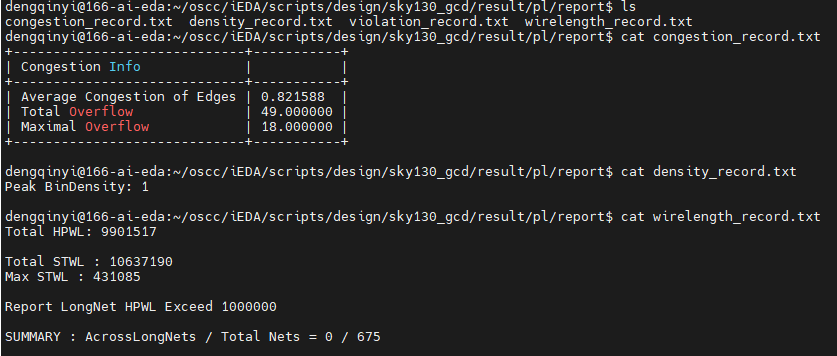 dengqinyi@166-ai-eda:~/oscc/iEDA/scripts/design/sky130_gcd/result/pl/report$ ls
congestion_record.txt  density_record.txt  violation_record.txt  wirelength_record.txt
dengqinyi@166-ai-eda:~/oscc/iEDA/scripts/design/sky130_gcd/result/pl/report$ cat congestion_record.txt
+-----------------------------+-----------+
| Congestion Info             |           |
+-----------------------------+-----------+
| Average Congestion of Edges | 0.821588  |
| Total Overflow              | 49.000000 |
| Maximal Overflow            | 18.000000 |
+-----------------------------+-----------+
dengqinyi@166-ai-eda:~/oscc/iEDA/scripts/design/sky130_gcd/result/pl/report$ cat density_record.txt
Peak BinDensity: 1
dengqinyi@166-ai-eda:~/oscc/iEDA/scripts/design/sky130_gcd/result/pl/report$ cat wirelength_record.txt
Total HPWL: 9901517
Total STWL : 10637190
Max STWL : 431085
Report LongNet HPWL Exceed 1000000
SUMMARY : AcrossLongNets / Total Nets = 0 / 675